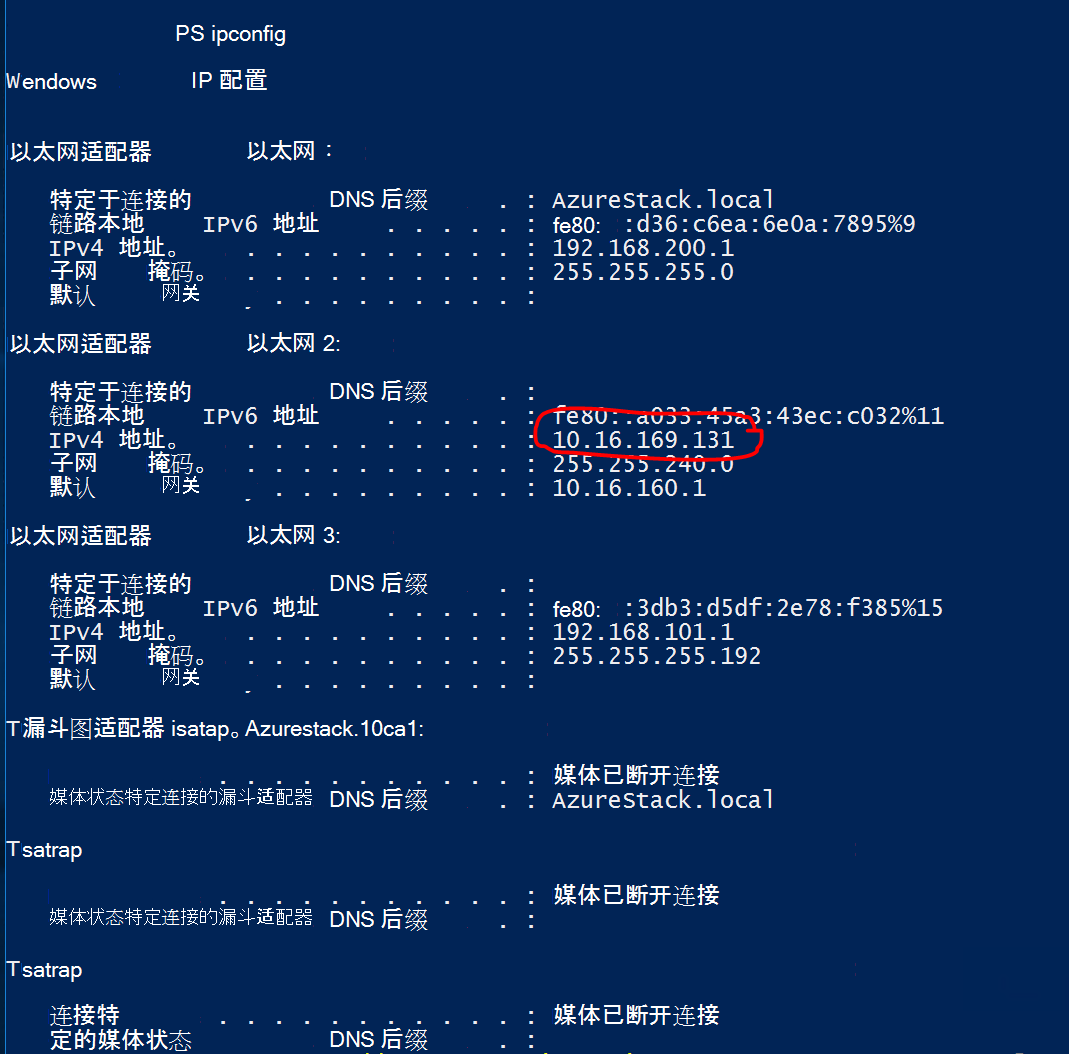 PS ipconfig
Wendows IP 配置
以太网适配器 以太网：
特定于连接的 DNS 后缀 . : AzureStack.local
链路本地 IPv6 地址 . . . . . : fe80: :d36:c6ea:6e0a:7895%9
IPv4 地址。 . . . . . . . . . . : 192.168.200.1
子网 掩码。 . . . . . . . . . . : 255.255.255.0
默认 网关 . . . . . . . . . . :
以太网适配器 以太网 2:
特定于连接的 DNS 后缀 . :
链路本地 IPv6 地址 . . . . . : fe80: :a033:45a3:43ec:c032%11
IPv4 地址。 . . . . . . . . . . : 10.16.169.131
子网 掩码。 . . . . . . . . . . : 255.255.240.0
默认 网关 . . . . . . . . . . : 10.16.160.1
以太网适配器 以太网 3:
特定于连接的 DNS 后缀 . :
链路本地 IPv6 地址 . . . . . : fe80: :3db3:d5df:2e78:f385%15
IPv4 地址。 . . . . . . . . . . : 192.168.101.1
子网 掩码。 . . . . . . . . . . : 255.255.255.192
默认 网关 . . . . . . . . . . :
T漏斗图适配器 isatap。Azurestack.10ca1:
. . . . . . . . . . . : 媒体已断开连接
媒体状态特定连接的漏斗适配器 DNS 后缀 . : AzureStack.local
Tsatrap
. . . . . . . . . . . : 媒体已断开连接
媒体状态特定连接的漏斗适配器 DNS 后缀 . :
Tsatrap
连接特 . . . . . . . . . . . : 媒体已断开连接
定的媒体状态 DNS 后缀 . :